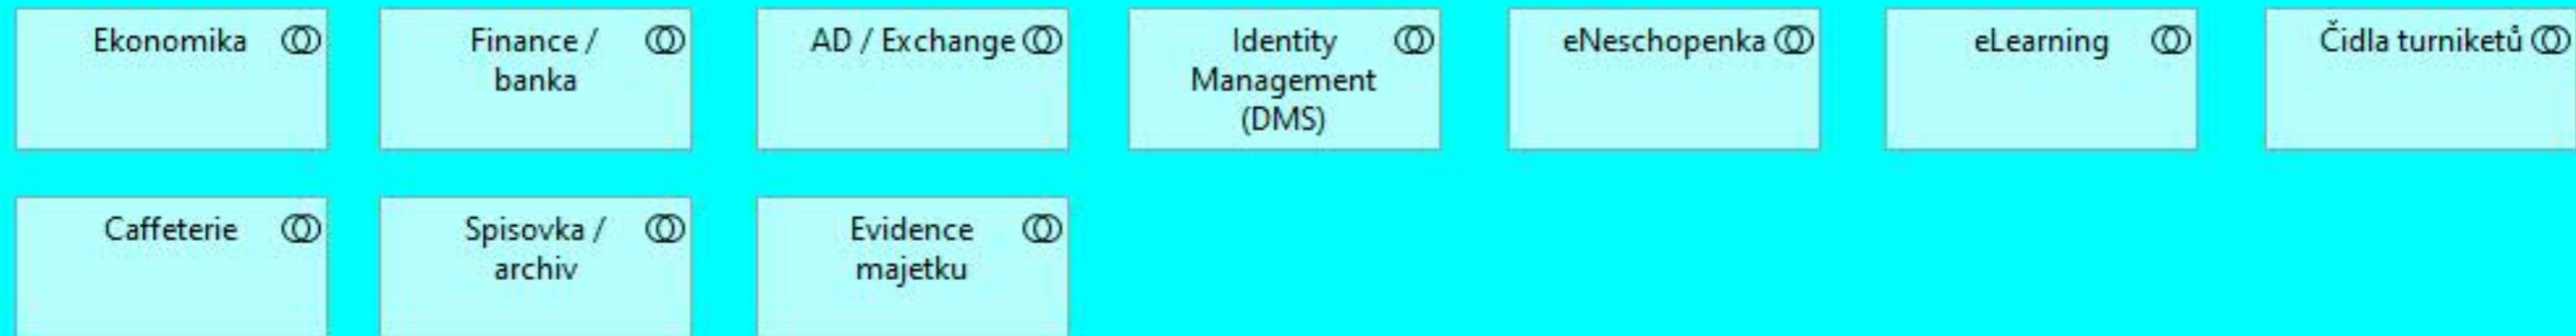 Ekonomika
Finance /
banka
AD / Exchange
Identity
Management
(DMS)
eNeschopenka
eLearning
Čidla turniketů
Caffeterie
Spisovka /
archiv
Evidence
majetku